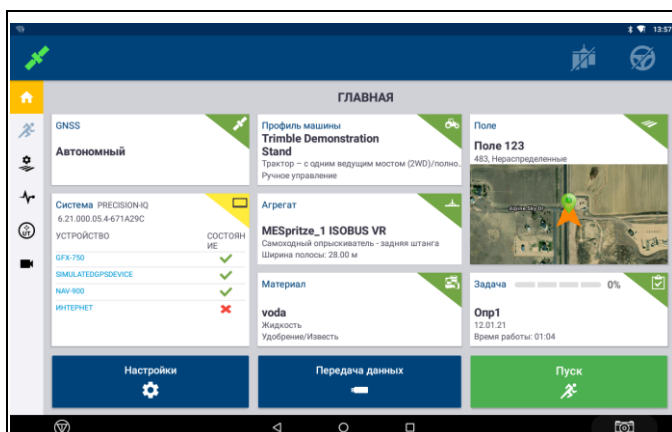 13:57
ГЛАВНАЯ
GNSS
Автономный
Профиль машины
Trimble Demonstration
Stand
Трактор – с одним ведущим мостом (2WD)/полно..
Ручное управление
Поле
Поле 123
483, Нераспределенные
Система PRECISION-IQ
6.21.000.05.4-671A29C
УСТРОЙСТВО СОСТОЯН
ИЕ
GFX-750
SIMULATEDGPSDEVICE
NAV-900
ИНТЕРНЕТ
Агрегат
MESpritze_1 ISOBUS VR
Самоходный опрыскиватель - задняя штанга
Ширина полосы: 28.00 м
Материал
voda
Жидкость
Удобрение/Известь
Задача 0%
Опр1
12.01.21
Время работы: 01:04
Настройки
Передача данных
Пуск
UT